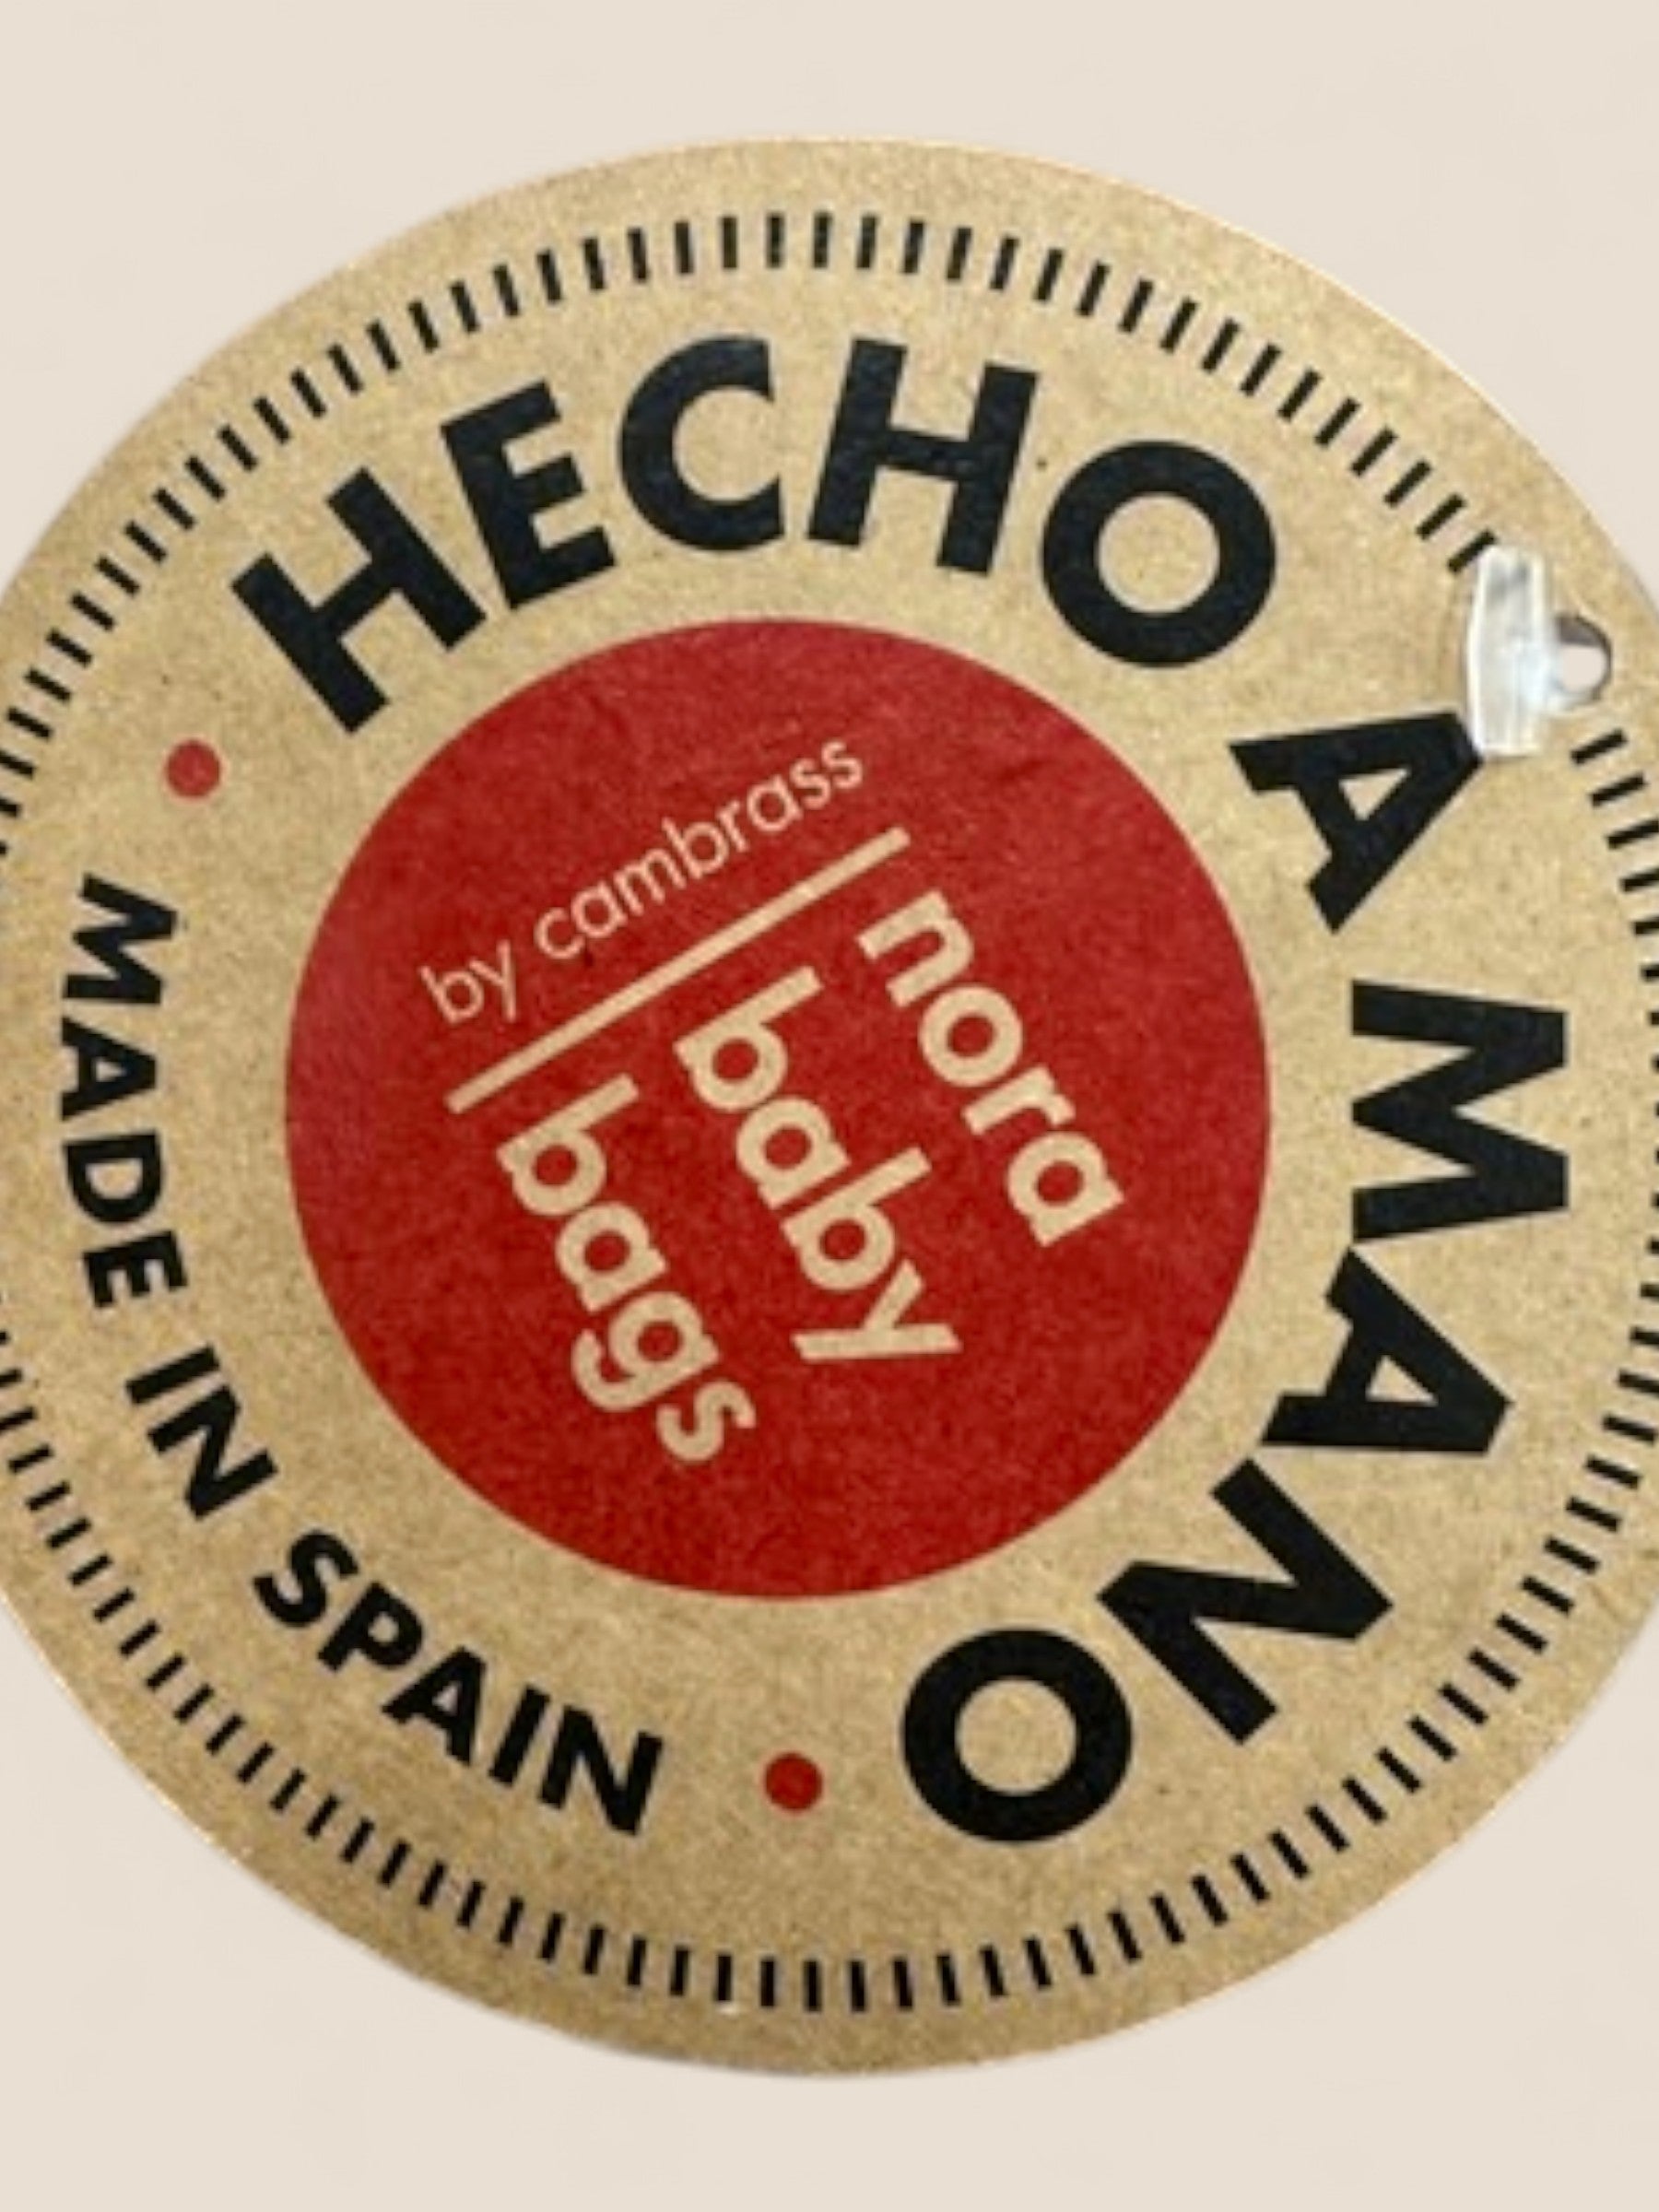 HECHO A MANO
MADE IN SPAIN
nora
baby
bags
by cambrass